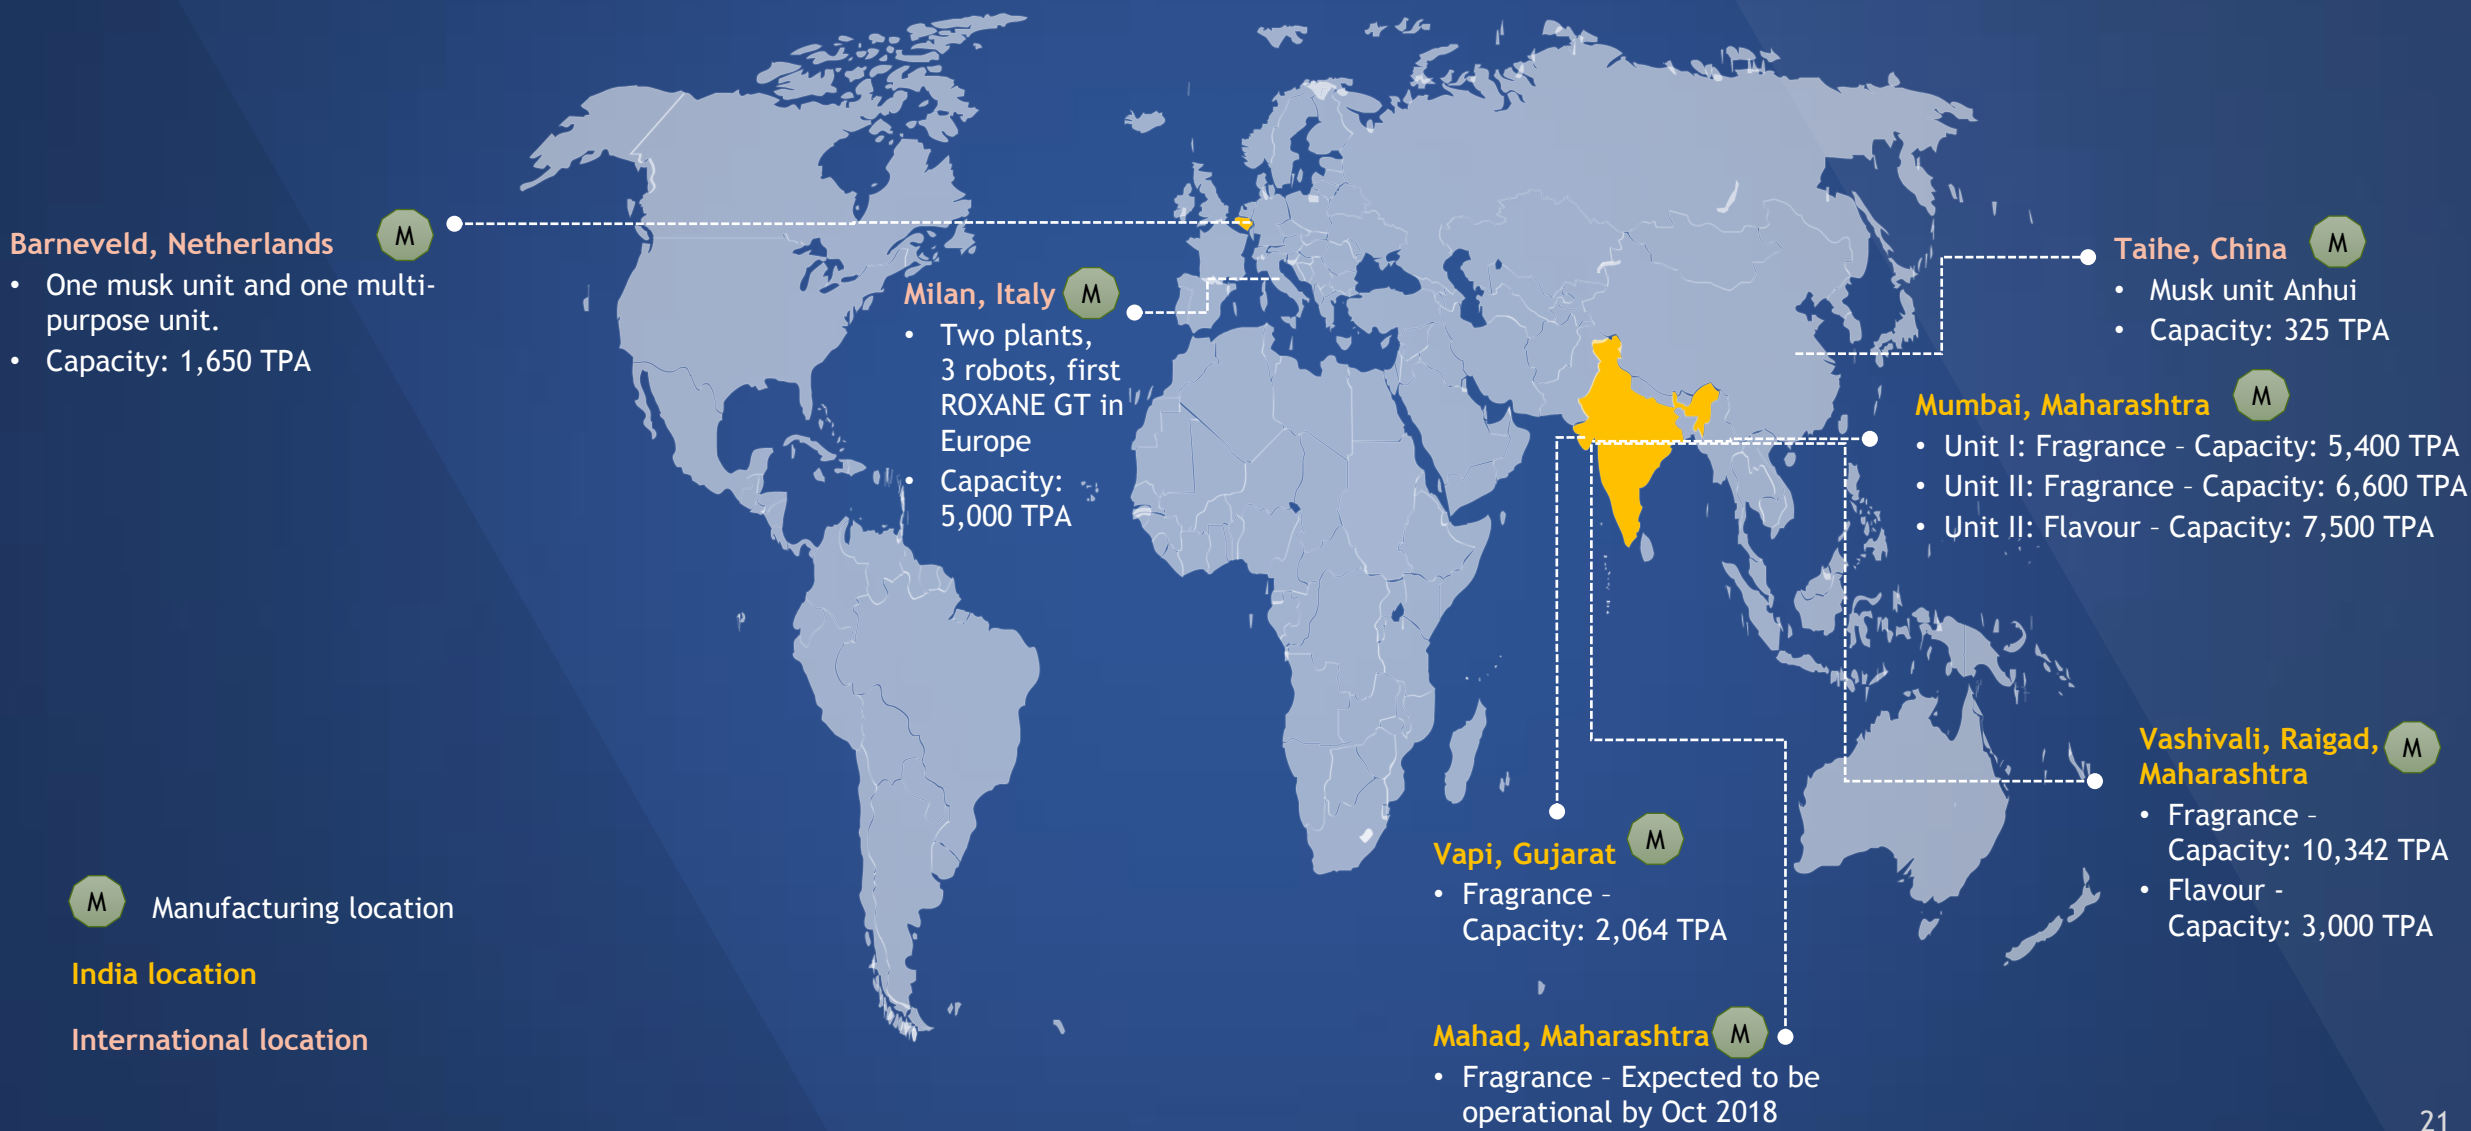 Barneveld, Netherlands
M
• One musk unit and one multi-
purpose unit.
• Capacity: 1,650 TPA
Milan, Italy
M
• Two plants,
3 robots, first
ROXANE GT in
Europe
• Capacity:
5,000 TPA
Taihe, China
M
• Musk unit Anhui
• Capacity: 325 TPA
Mumbai, Maharashtra
M
• Unit I: Fragrance – Capacity: 5,400 TPA
• Unit II: Fragrance – Capacity: 6,600 TPA
• Unit II: Flavour – Capacity: 7,500 TPA
Vashivali, Raigad,
Maharashtra
M
• Fragrance –
Capacity: 10,342 TPA
• Flavour -
Capacity: 3,000 TPA
Vapi, Gujarat
M
• Fragrance –
Capacity: 2,064 TPA
Mahad, Maharashtra
M
• Fragrance – Expected to be
operational by Oct 2018
M
Manufacturing location
India location
International location
21